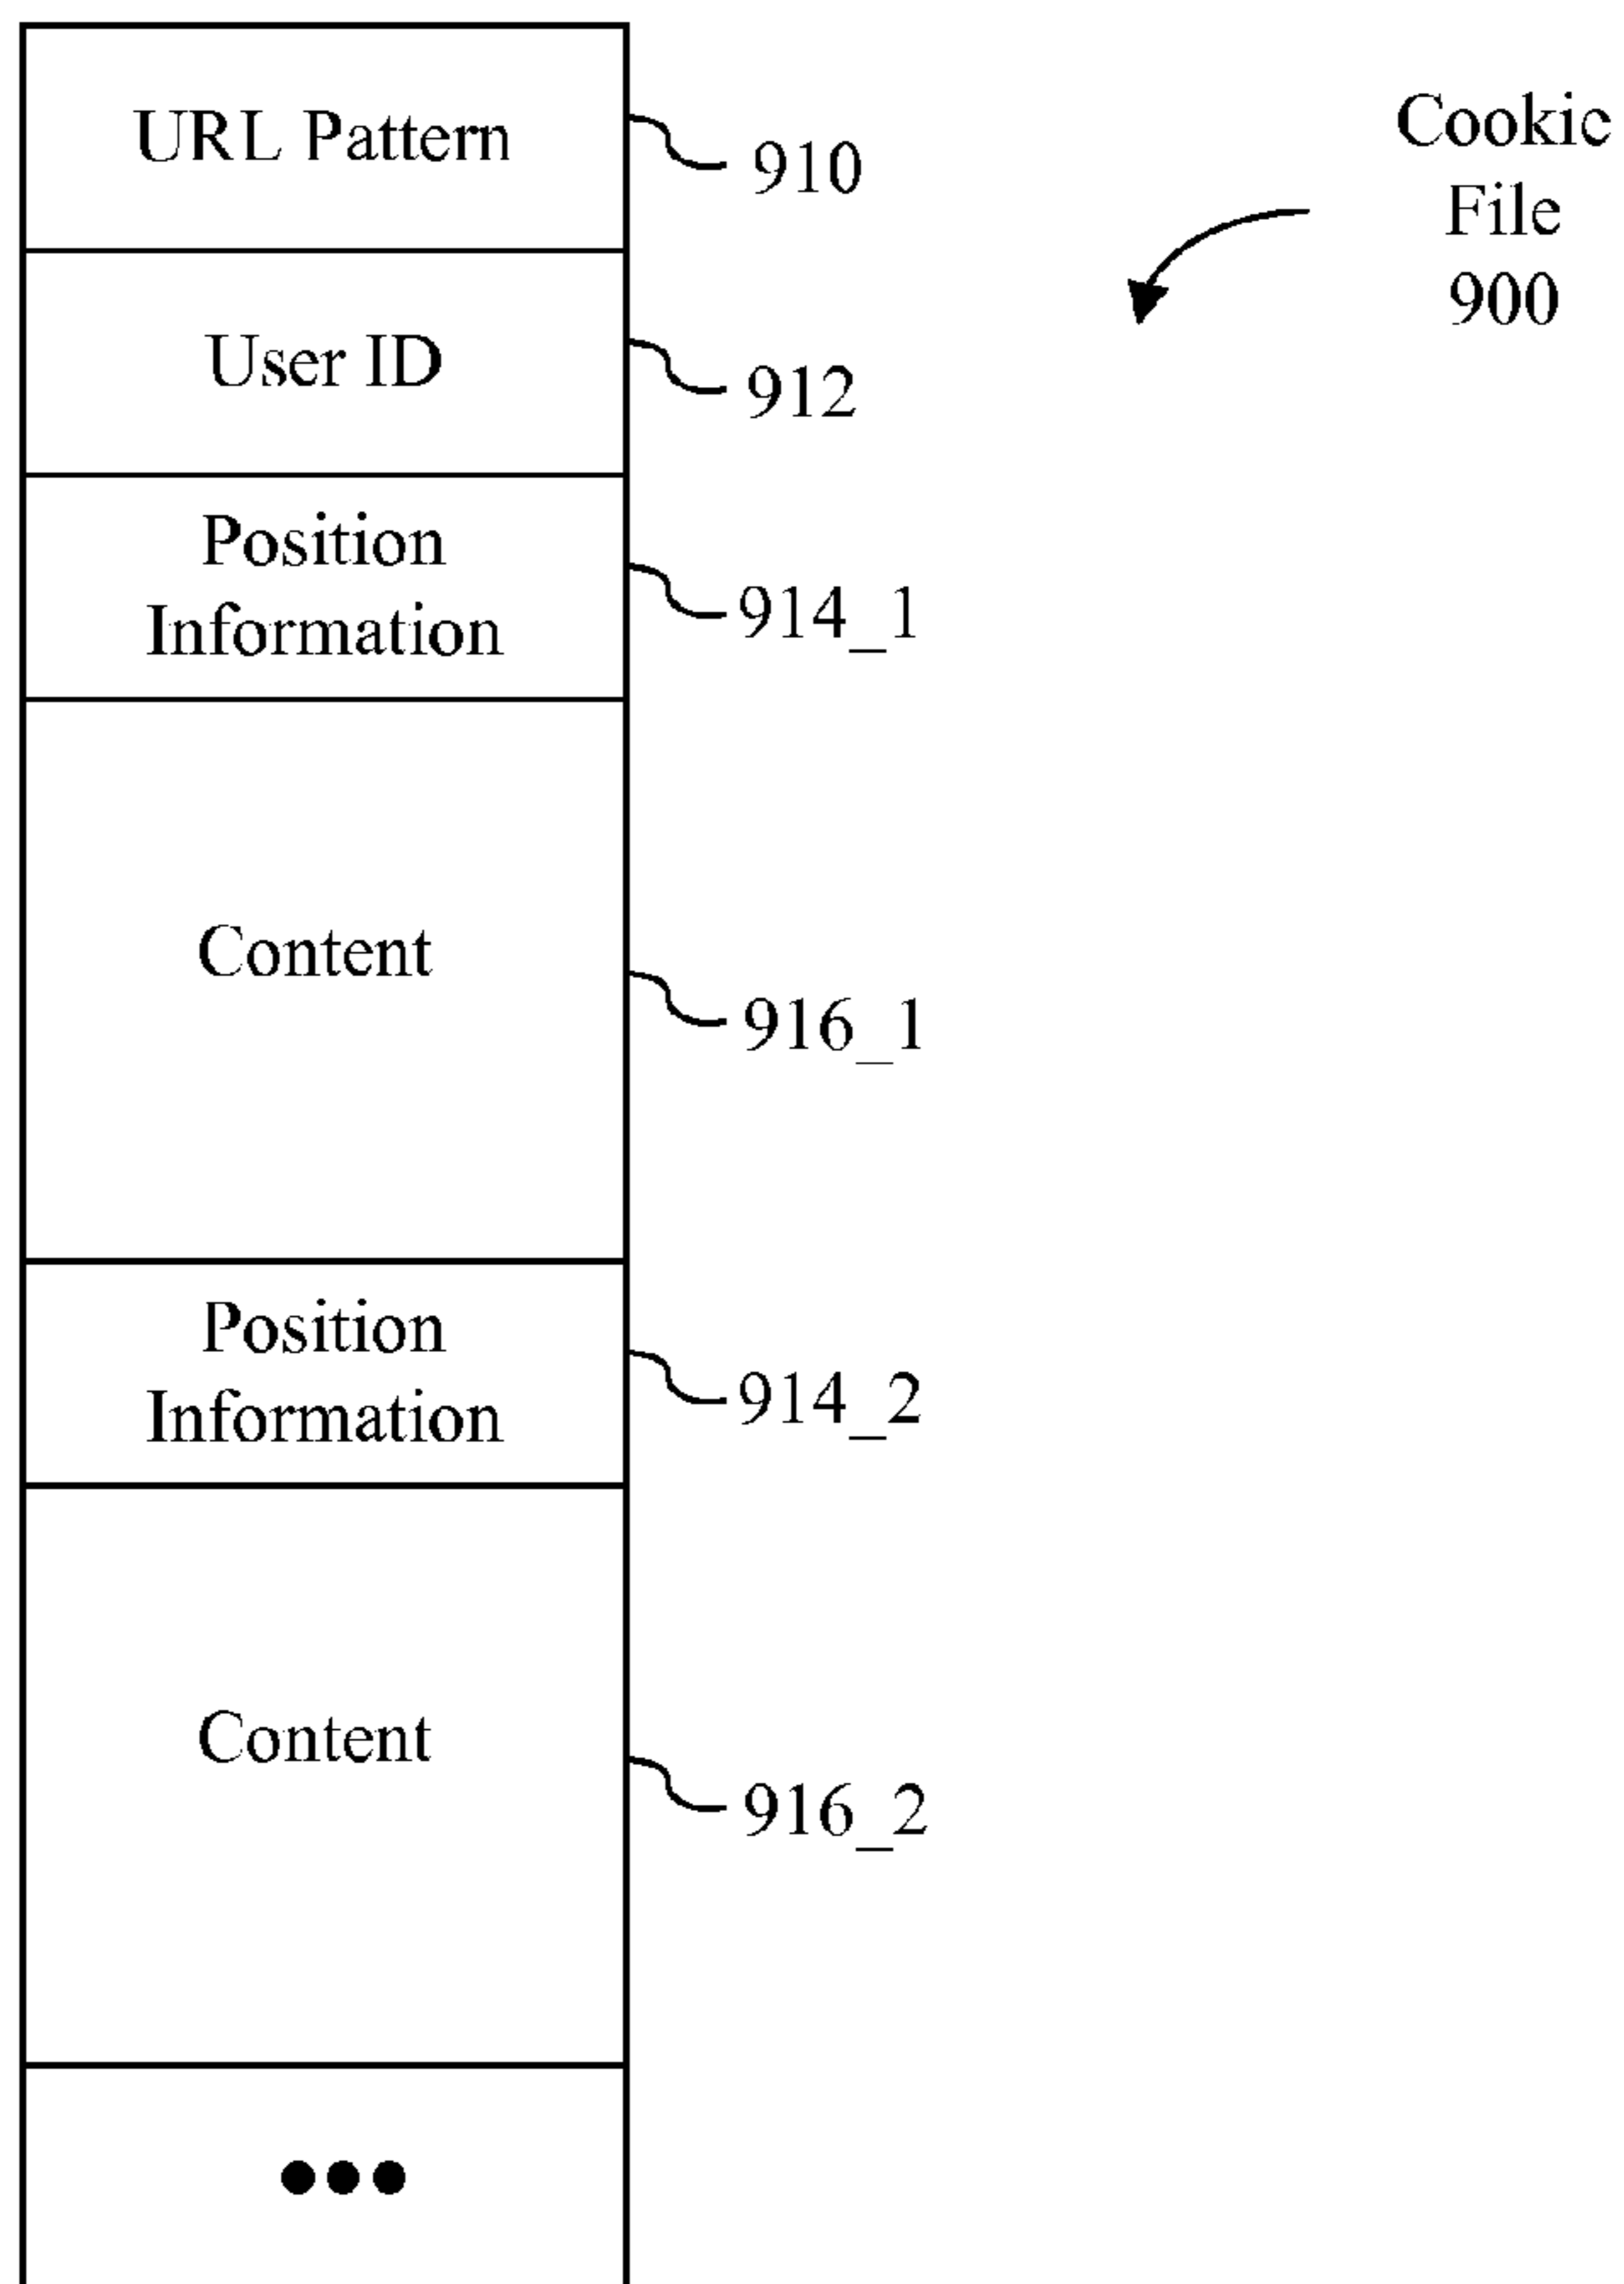 URL Pattern
910
Cookie
File
900
User ID
912
Position
Information
914_1
Content
916_1
Position
Information
914_2
Content
916_2